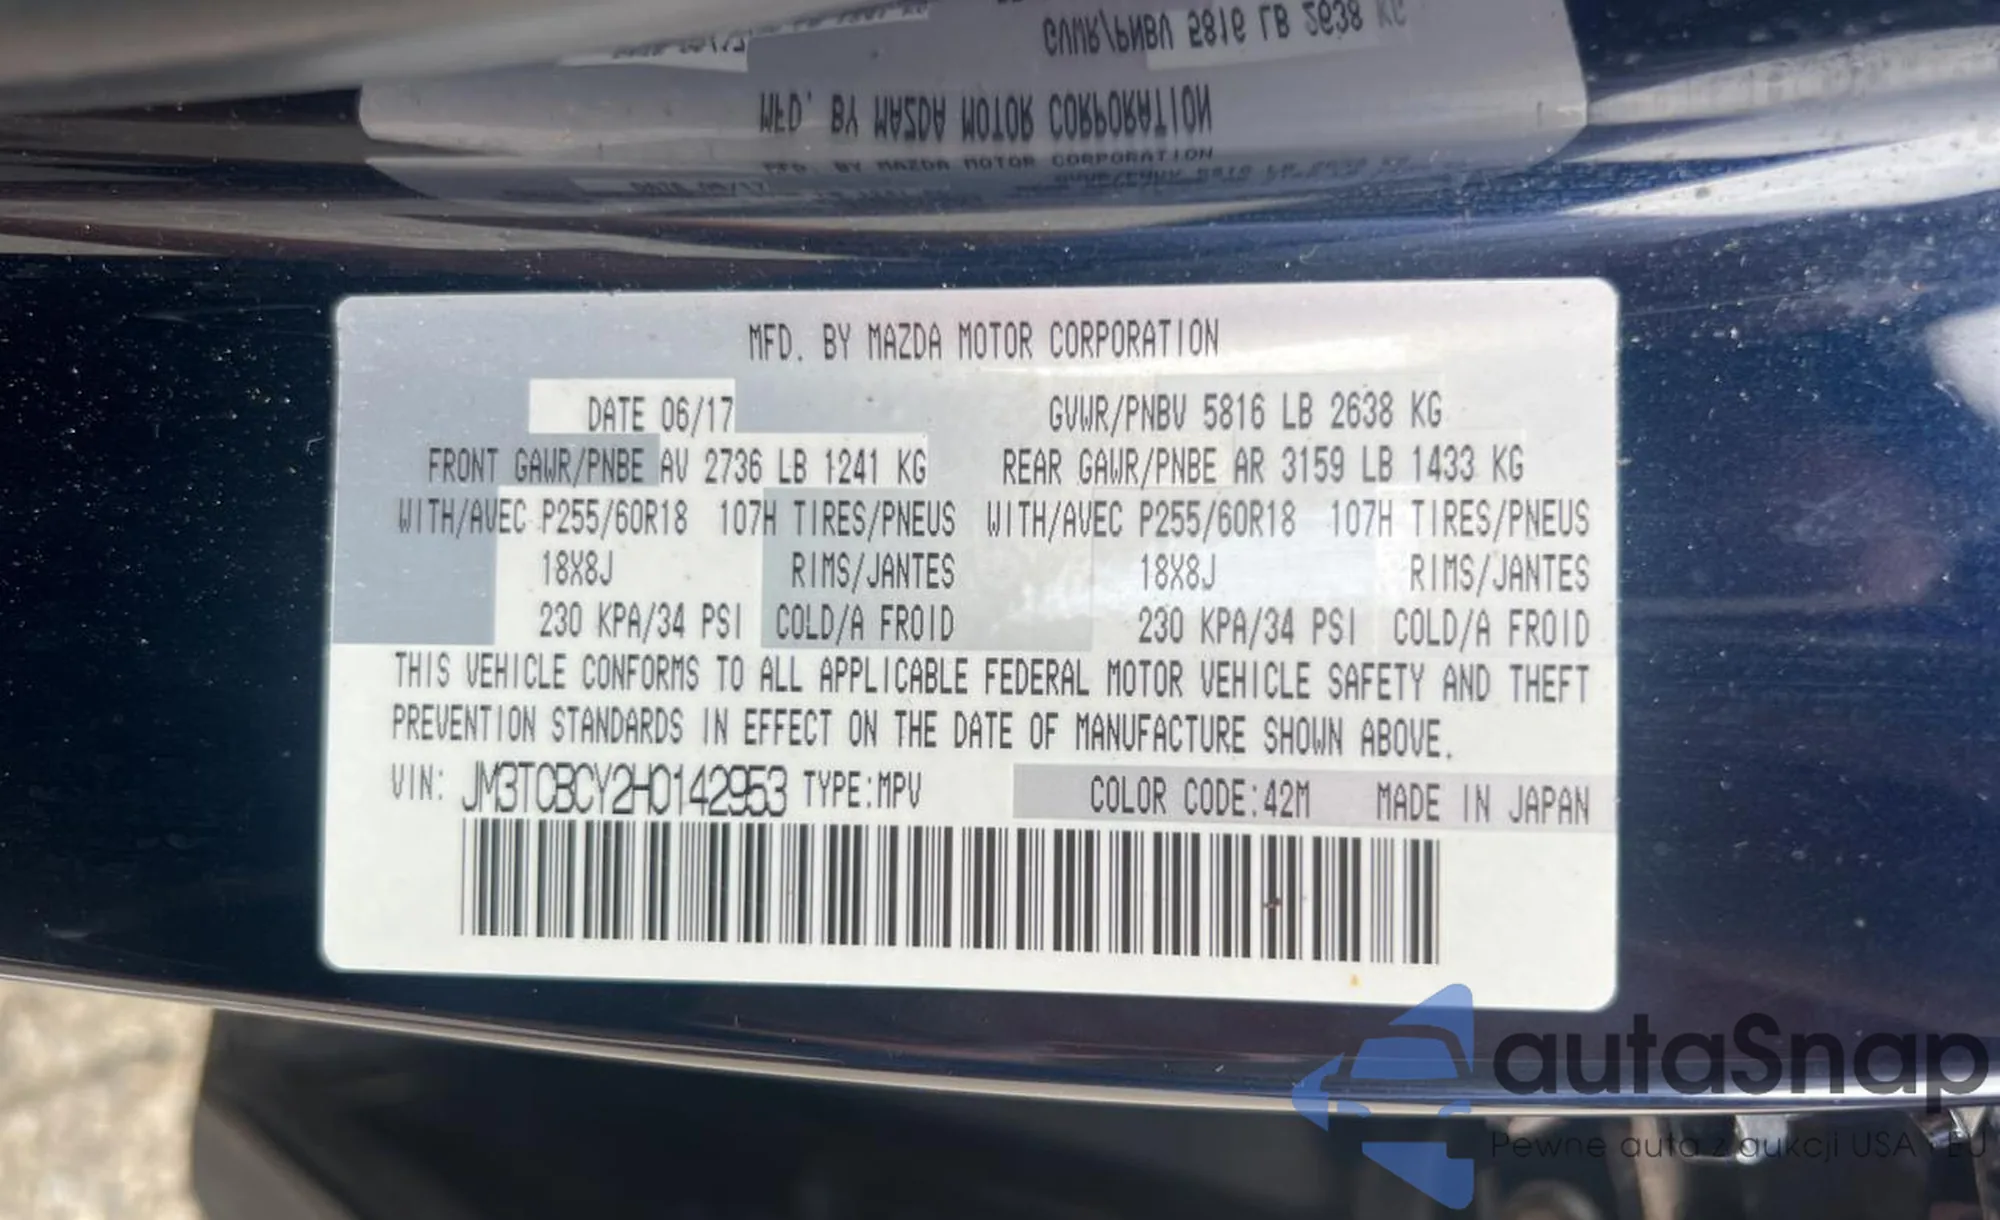 GVWR/PNBV 5816 LB 2638 KG
MFD. BY MAZDA MOTOR CORPORATION
MFD. BY MAZDA MOTOR CORPORATION
DATE 06/17
MFD. BY MAZDA MOTOR CORPORATION
DATE 06/17 GVWR/PNBV 5816 LB 2638 KG
FRONT GAWR/PNBE AV 2736 LB 1241 KG REAR GAWR/PNBE AR 3159 LB 1433 KG
WITH/AVEC P255/60R18 107H TIRES/PNEUS WITH/AVEC P255/60R18 107H TIRES/PNEUS
18X8J RIMS/JANTES 18X8J RIMS/JANTES
230 KPA/34 PSI COLD/A FROID 230 KPA/34 PSI COLD/A FROID
THIS VEHICLE CONFORMS TO ALL APPLICABLE FEDERAL MOTOR VEHICLE SAFETY AND THEFT
PREVENTION STANDARDS IN EFFECT ON THE DATE OF MANUFACTURE SHOWN ABOVE.
VIN: JM3TCBCY2H0142953 TYPE:MPV COLOR CODE:42M MADE IN JAPAN
autaSnap
Pewne auta z aukcji USA i EU